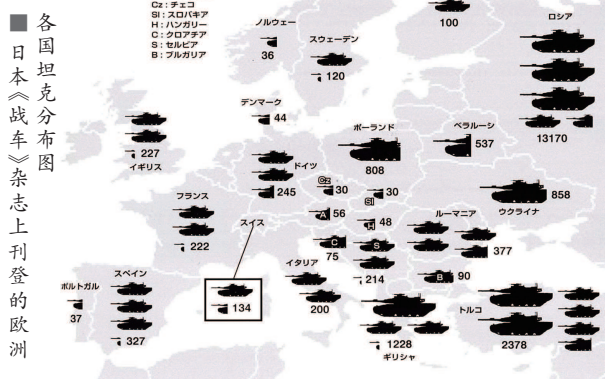 ■ 各国坦克分布图
日本《战车》杂志上刊登的欧洲
Cz：チェコ
Sl：スロバキア
H：ハンガリー
C：クロアチア
S：セルビア
B：ブルガリア
ノルウェー
36
スウェーデン
120
100
ロシア
13170
デンマーク
44
227
イギリス
ポーランド
808
ベラルーシ
537
ドイツ
245
Cz
30
Sl
30
858
ウクライナ
フランス
222
スイス
134
A
56
H
48
ルーマニア
377
C
75
S
214
B
90
イタリア
200
ポルトガル
37
スペイン
327
1228
ギリシャ
トルコ
2378